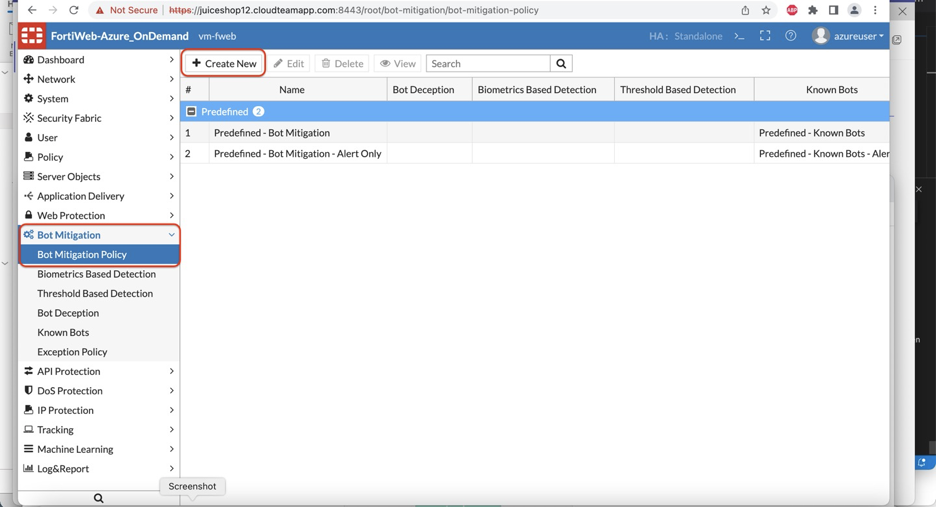 Not Secure | https://juiceshop12.cloudteamapp.com:8443/root/bot-mitigation/bot-mitigation-policy
ABP
FortiWeb-Azure_OnDemand vm-fweb HA: Standalone >_ azureuser
Dashboard
Network
System
Security Fabric
User
Policy
Server Objects
Application Delivery
Web Protection
Bot Mitigation
Bot Mitigation Policy
Biometrics Based Detection
Threshold Based Detection
Bot Deception
Known Bots
Exception Policy
API Protection
DoS Protection
IP Protection
Tracking
Machine Learning
Log&Report
+ Create New Edit Delete View Search
# Name Bot Deception Biometrics Based Detection Threshold Based Detection Known Bots
Predefined 2
1 Predefined - Bot Mitigation Predefined - Known Bots
2 Predefined - Bot Mitigation - Alert Only Predefined - Known Bots - Aler
Screenshot